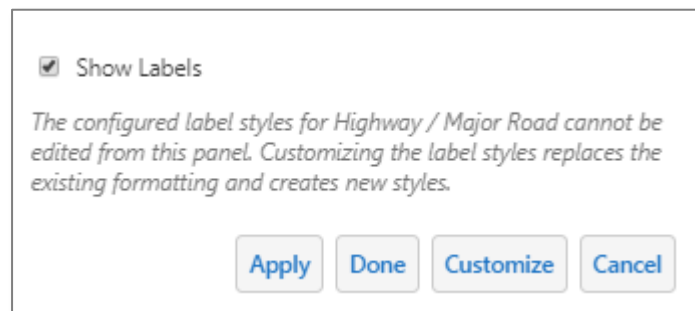 Show Labels
The configured label styles for Highway / Major Road cannot be
edited from this panel. Customizing the label styles replaces the
existing formatting and creates new styles.
Apply Done Customize Cancel